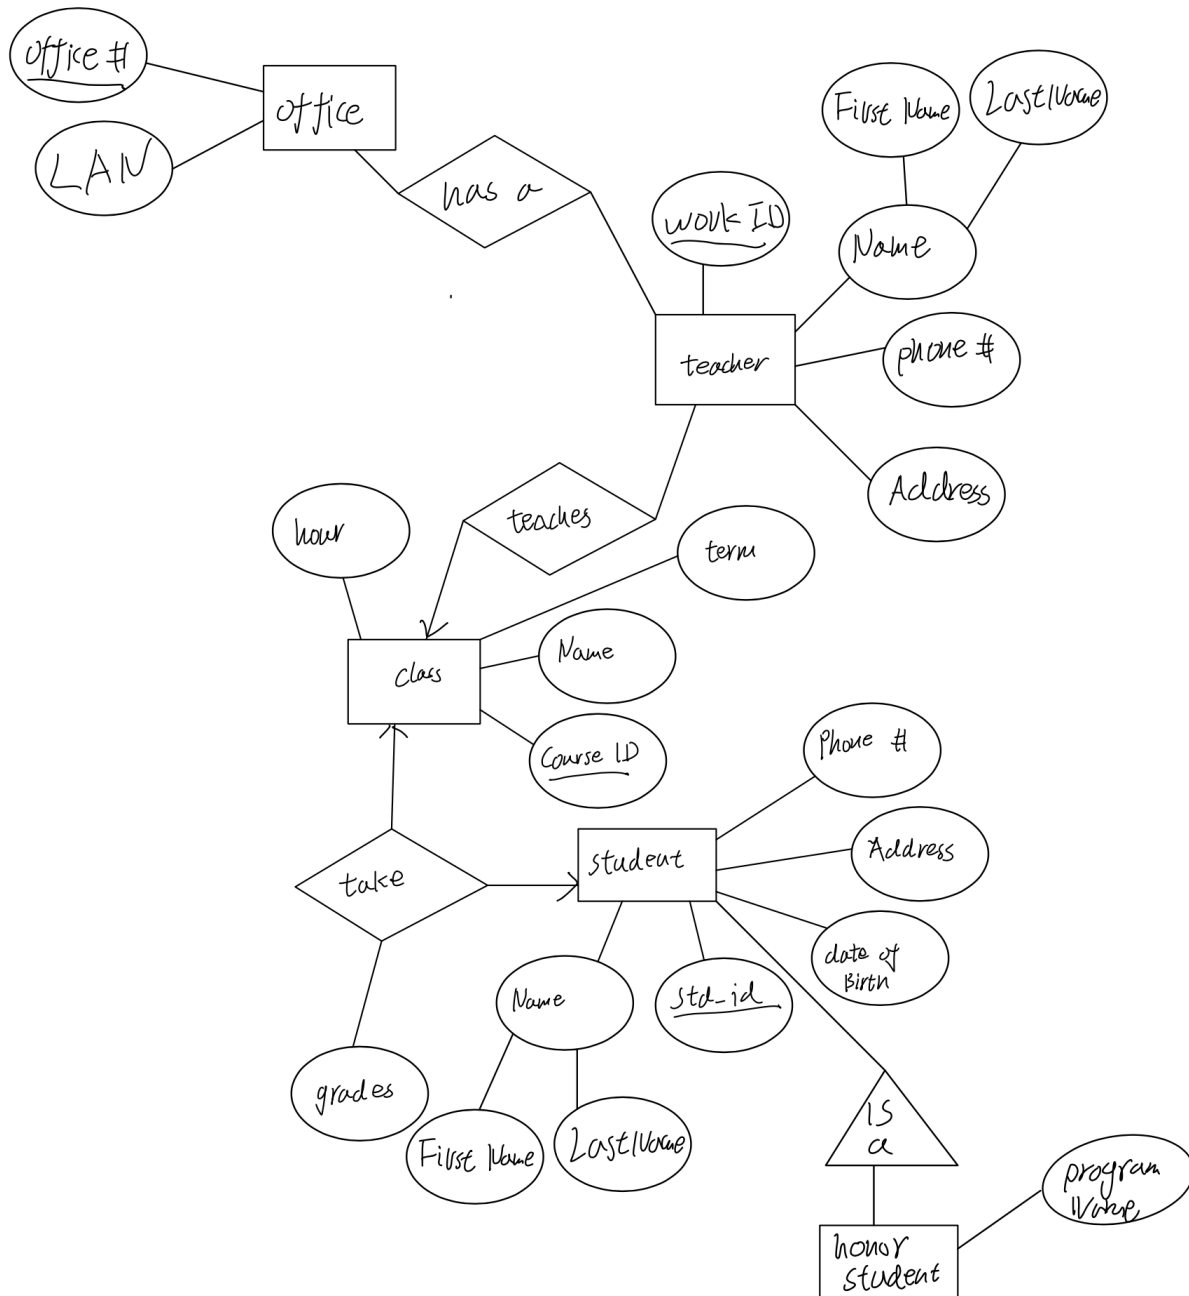 office #
office
LAN
has a
First Name
Last Name
work ID
Name
teacher
phone #
Address
hour
teaches
term
class
Name
Course ID
Phone #
student
Address
take
date of
Birth
Name
std_id
grades
First Name
Last Name
IS
a
program
Name
honor
student